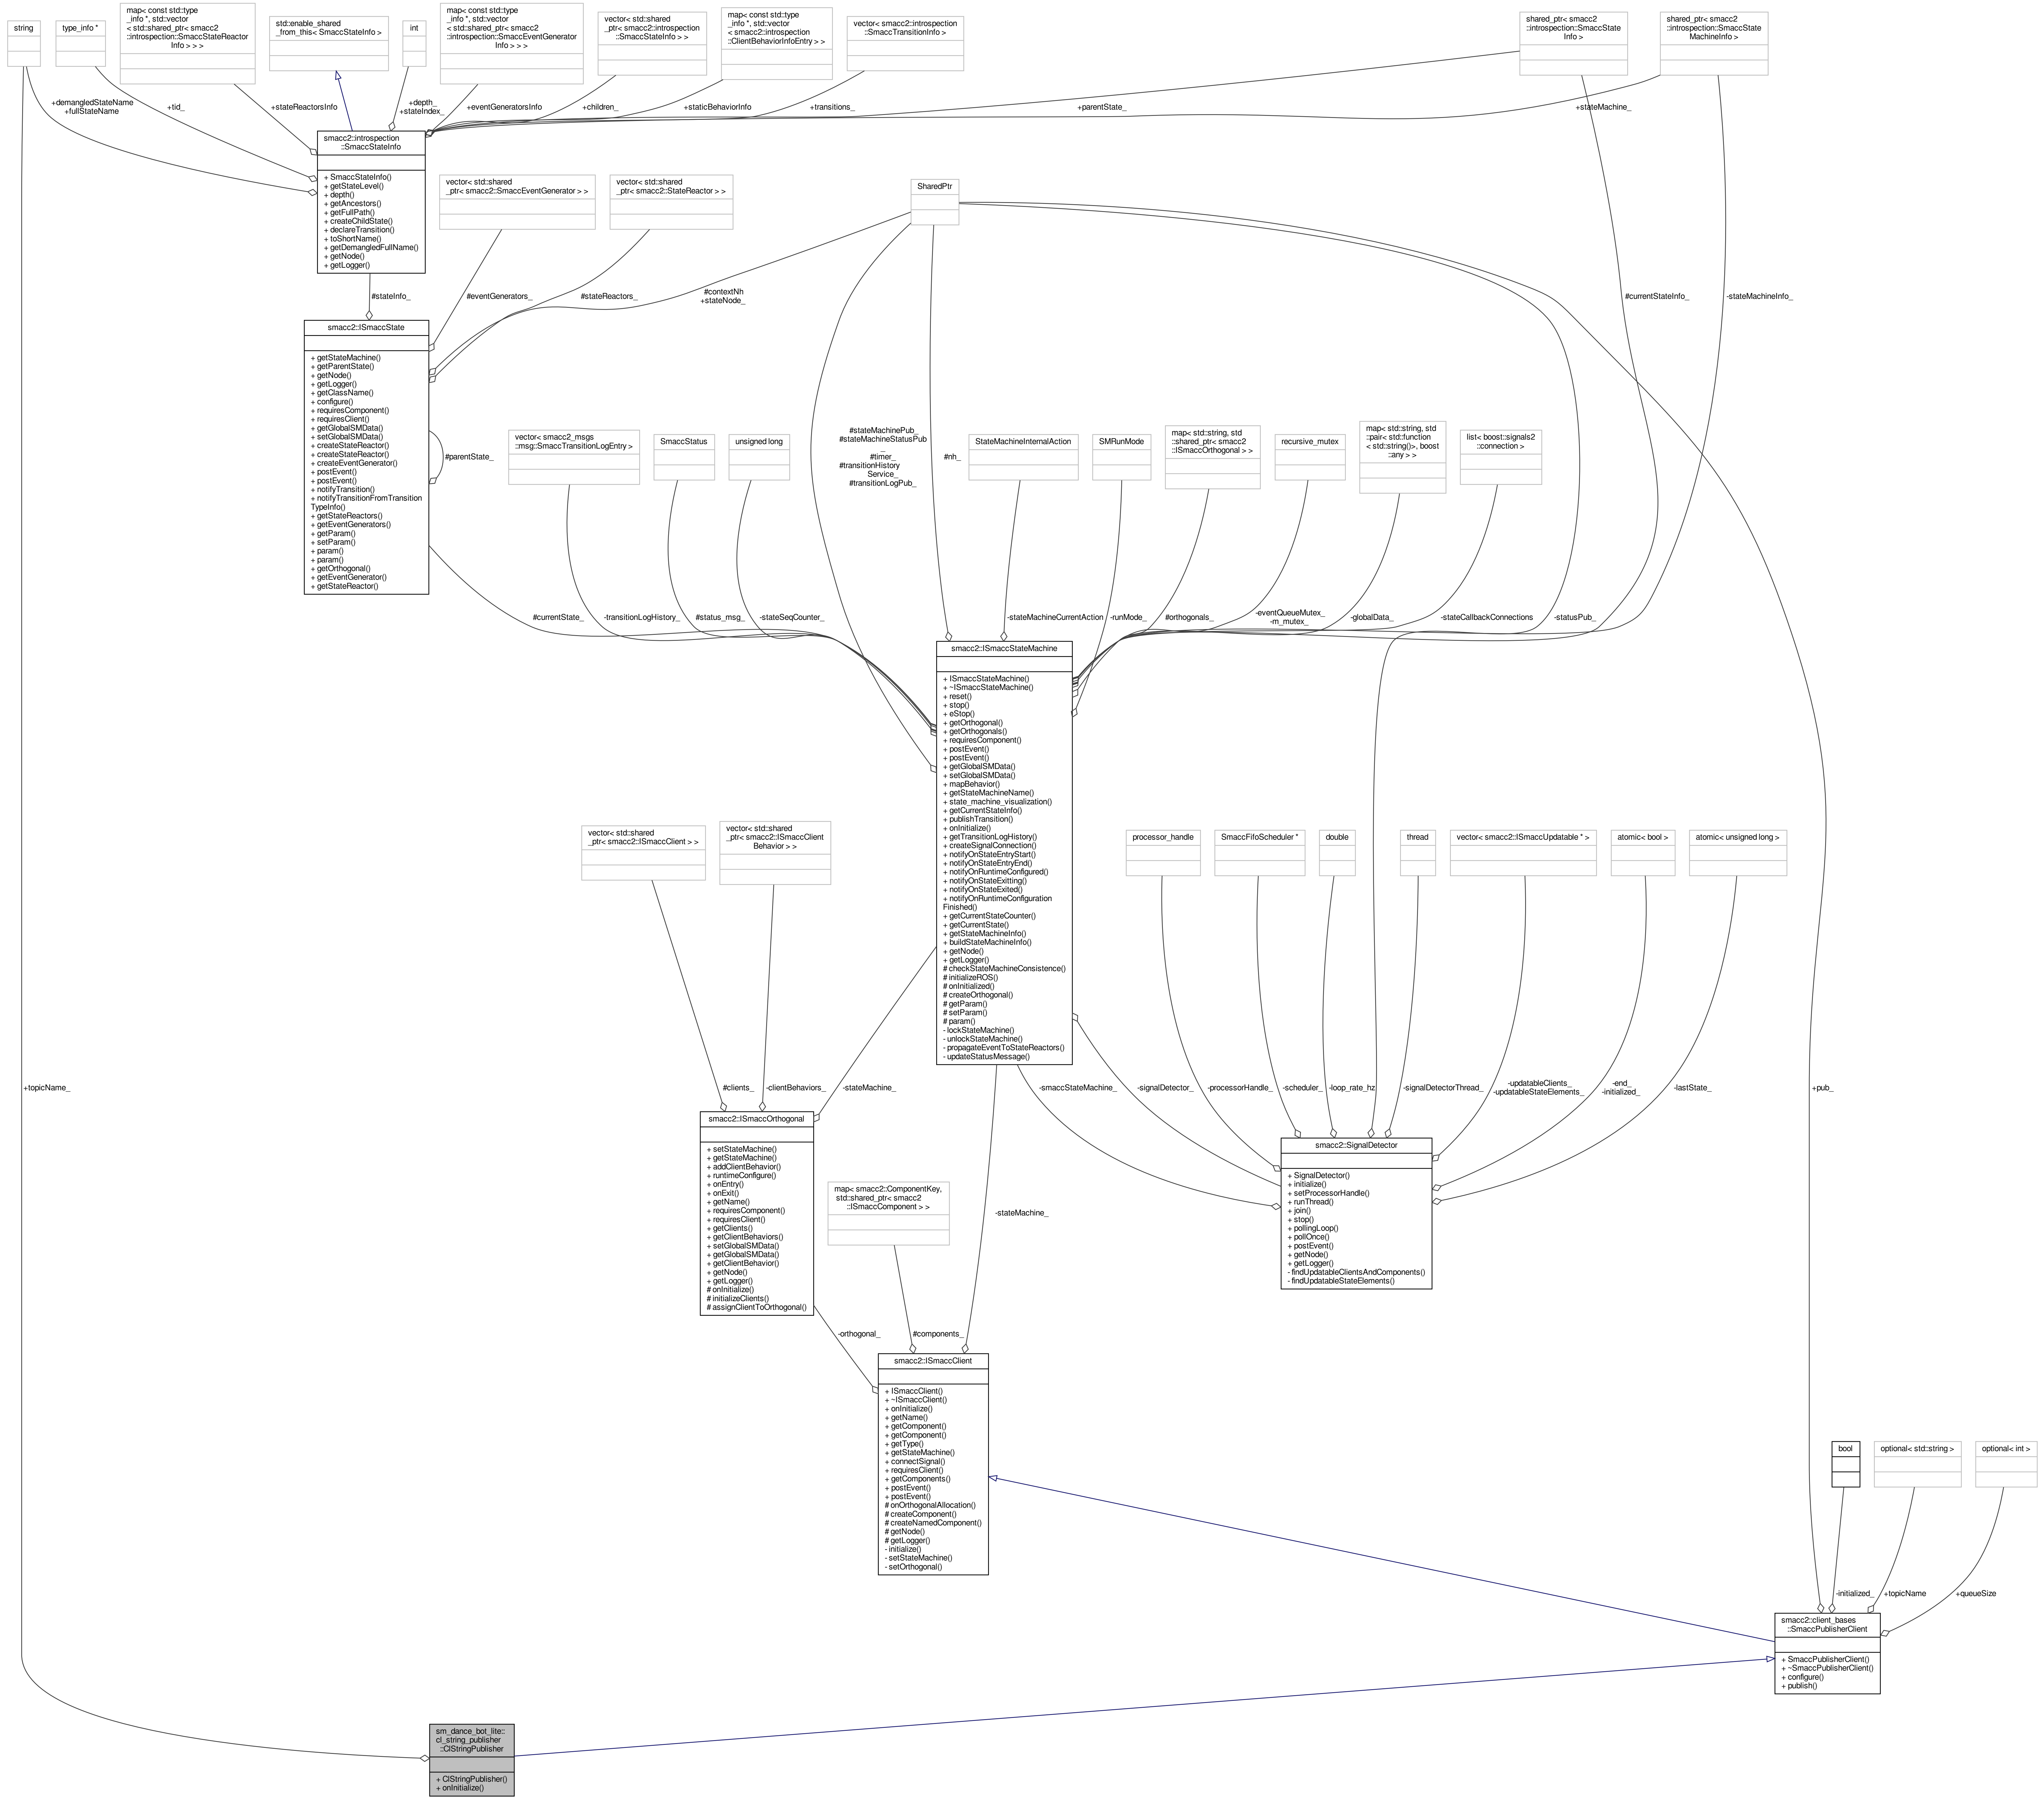 string
type_info *
map< const std::type
_info *, std::vector
< std::shared_ptr< smacc2
::introspection::SmaccStateReactor
Info > > >
std::enable_shared
_from_this< SmaccStateInfo >
int
map< const std::type
_info *, std::vector
< std::shared_ptr< smacc2
::introspection::SmaccEventGenerator
Info > > >
vector< std::shared
_ptr< smacc2::introspection
::SmaccStateInfo > >
map< const std::type
_info *, std::vector
< smacc2::introspection
::ClientBehaviorInfoEntry > >
vector< smacc2::introspection
::SmaccTransitionInfo >
shared_ptr< smacc2
::introspection::SmaccState
Info >
shared_ptr< smacc2
::introspection::SmaccState
MachineInfo >
+demangledStateName
+fullStateName
+tid_
+stateReactorsInfo
+depth_
+stateIndex_
+eventGeneratorsInfo
+children_
+staticBehaviorInfo
+transitions_
+parentState_
+stateMachine_
smacc2::introspection
::SmaccStateInfo
+ SmaccStateInfo()
+ getStateLevel()
+ depth()
+ getAncestors()
+ getFullPath()
+ createChildState()
+ declareTransition()
+ toShortName()
+ getDemangledFullName()
+ getNode()
+ getLogger()
vector< std::shared
_ptr< smacc2::SmaccEventGenerator > >
vector< std::shared
_ptr< smacc2::StateReactor > >
SharedPtr
#stateInfo_
#eventGenerators_
#stateReactors_
#contextNh
+stateNode_
#currentStateInfo_
-stateMachineInfo_
smacc2::ISmaccState
+ getStateMachine()
+ getParentState()
+ getNode()
+ getLogger()
+ getClassName()
+ configure()
+ requiresComponent()
+ requiresClient()
+ getGlobalSMData()
+ setGlobalSMData()
+ createStateReactor()
+ createStateReactor()
+ createEventGenerator()
+ postEvent()
+ postEvent()
+ notifyTransition()
+ notifyTransitionFromTransition
TypeInfo()
+ getStateReactors()
+ getEventGenerators()
+ getParam()
+ setParam()
+ param()
+ param()
+ getOrthogonal()
+ getEventGenerator()
+ getStateReactor()
#parentState_
vector< smacc2_msgs
::msg::SmaccTransitionLogEntry >
SmaccStatus
unsigned long
#stateMachinePub_
#stateMachineStatusPub
_
#timer_
#transitionHistory
Service_
#transitionLogPub_
#nh_
StateMachineInternalAction
SMRunMode
map< std::string, std
::shared_ptr< smacc2
::ISmaccOrthogonal > >
recursive_mutex
map< std::string, std
::pair< std::function
< std::string()>, boost
::any > >
list< boost::signals2
::connection >
#currentState_
-transitionLogHistory_
#status_msg_
-stateSeqCounter_
-stateMachineCurrentAction
-runMode_
#orthogonals_
-eventQueueMutex_
-m_mutex_
-globalData_
-stateCallbackConnections
-statusPub_
smacc2::ISmaccStateMachine
+ ISmaccStateMachine()
+ ~ISmaccStateMachine()
+ reset()
+ stop()
+ eStop()
+ getOrthogonal()
+ getOrthogonals()
+ requiresComponent()
+ postEvent()
+ postEvent()
+ getGlobalSMData()
+ setGlobalSMData()
+ mapBehavior()
+ getStateMachineName()
+ state_machine_visualization()
+ getCurrentStateInfo()
+ publishTransition()
+ onInitialize()
+ getTransitionLogHistory()
+ createSignalConnection()
+ notifyOnStateEntryStart()
+ notifyOnStateEntryEnd()
+ notifyOnRuntimeConfigured()
+ notifyOnStateExitting()
+ notifyOnStateExited()
+ notifyOnRuntimeConfiguration
Finished()
+ getCurrentStateCounter()
+ getCurrentState()
+ getStateMachineInfo()
+ buildStateMachineInfo()
+ getNode()
+ getLogger()
# checkStateMachineConsistence()
# initializeROS()
# onInitialized()
# createOrthogonal()
# getParam()
# setParam()
# param()
- lockStateMachine()
- unlockStateMachine()
- propagateEventToStateReactors()
- updateStatusMessage()
vector< std::shared
_ptr< smacc2::ISmaccClient > >
vector< std::shared
_ptr< smacc2::ISmaccClient
Behavior > >
processor_handle
SmaccFifoScheduler *
double
thread
vector< smacc2::ISmaccUpdatable * >
atomic< bool >
atomic< unsigned long >
+topicName_
#clients_
-clientBehaviors_
-stateMachine_
-smaccStateMachine_
-signalDetector_
-processorHandle_
-scheduler_
-loop_rate_hz
-signalDetectorThread_
-updatableClients_
-updatableStateElements_
-end_
-initialized_
-lastState_
+pub_
smacc2::ISmaccOrthogonal
+ setStateMachine()
+ getStateMachine()
+ addClientBehavior()
+ runtimeConfigure()
+ onEntry()
+ onExit()
+ getName()
+ requiresComponent()
+ requiresClient()
+ getClients()
+ getClientBehaviors()
+ setGlobalSMData()
+ getGlobalSMData()
+ getClientBehavior()
+ getNode()
+ getLogger()
# onInitialize()
# initializeClients()
# assignClientToOrthogonal()
smacc2::SignalDetector
+ SignalDetector()
+ initialize()
+ setProcessorHandle()
+ runThread()
+ join()
+ stop()
+ pollingLoop()
+ pollOnce()
+ postEvent()
+ getNode()
+ getLogger()
- findUpdatableClientsAndComponents()
- findUpdatableStateElements()
map< smacc2::ComponentKey,
std::shared_ptr< smacc2
::ISmaccComponent > >
-stateMachine_
-orthogonal_
#components_
smacc2::ISmaccClient
+ ISmaccClient()
+ ~ISmaccClient()
+ onInitialize()
+ getName()
+ getComponent()
+ getComponent()
+ getType()
+ getStateMachine()
+ connectSignal()
+ requiresClient()
+ getComponents()
+ postEvent()
+ postEvent()
# onOrthogonalAllocation()
# createComponent()
# createNamedComponent()
# getNode()
# getLogger()
- initialize()
- setStateMachine()
- setOrthogonal()
bool
optional< std::string >
optional< int >
-initialized_
+topicName
+queueSize
smacc2::client_bases
::SmaccPublisherClient
+ SmaccPublisherClient()
+ ~SmaccPublisherClient()
+ configure()
+ publish()
sm_dance_bot_lite::
cl_string_publisher
::ClStringPublisher
+ ClStringPublisher()
+ onInitialize()